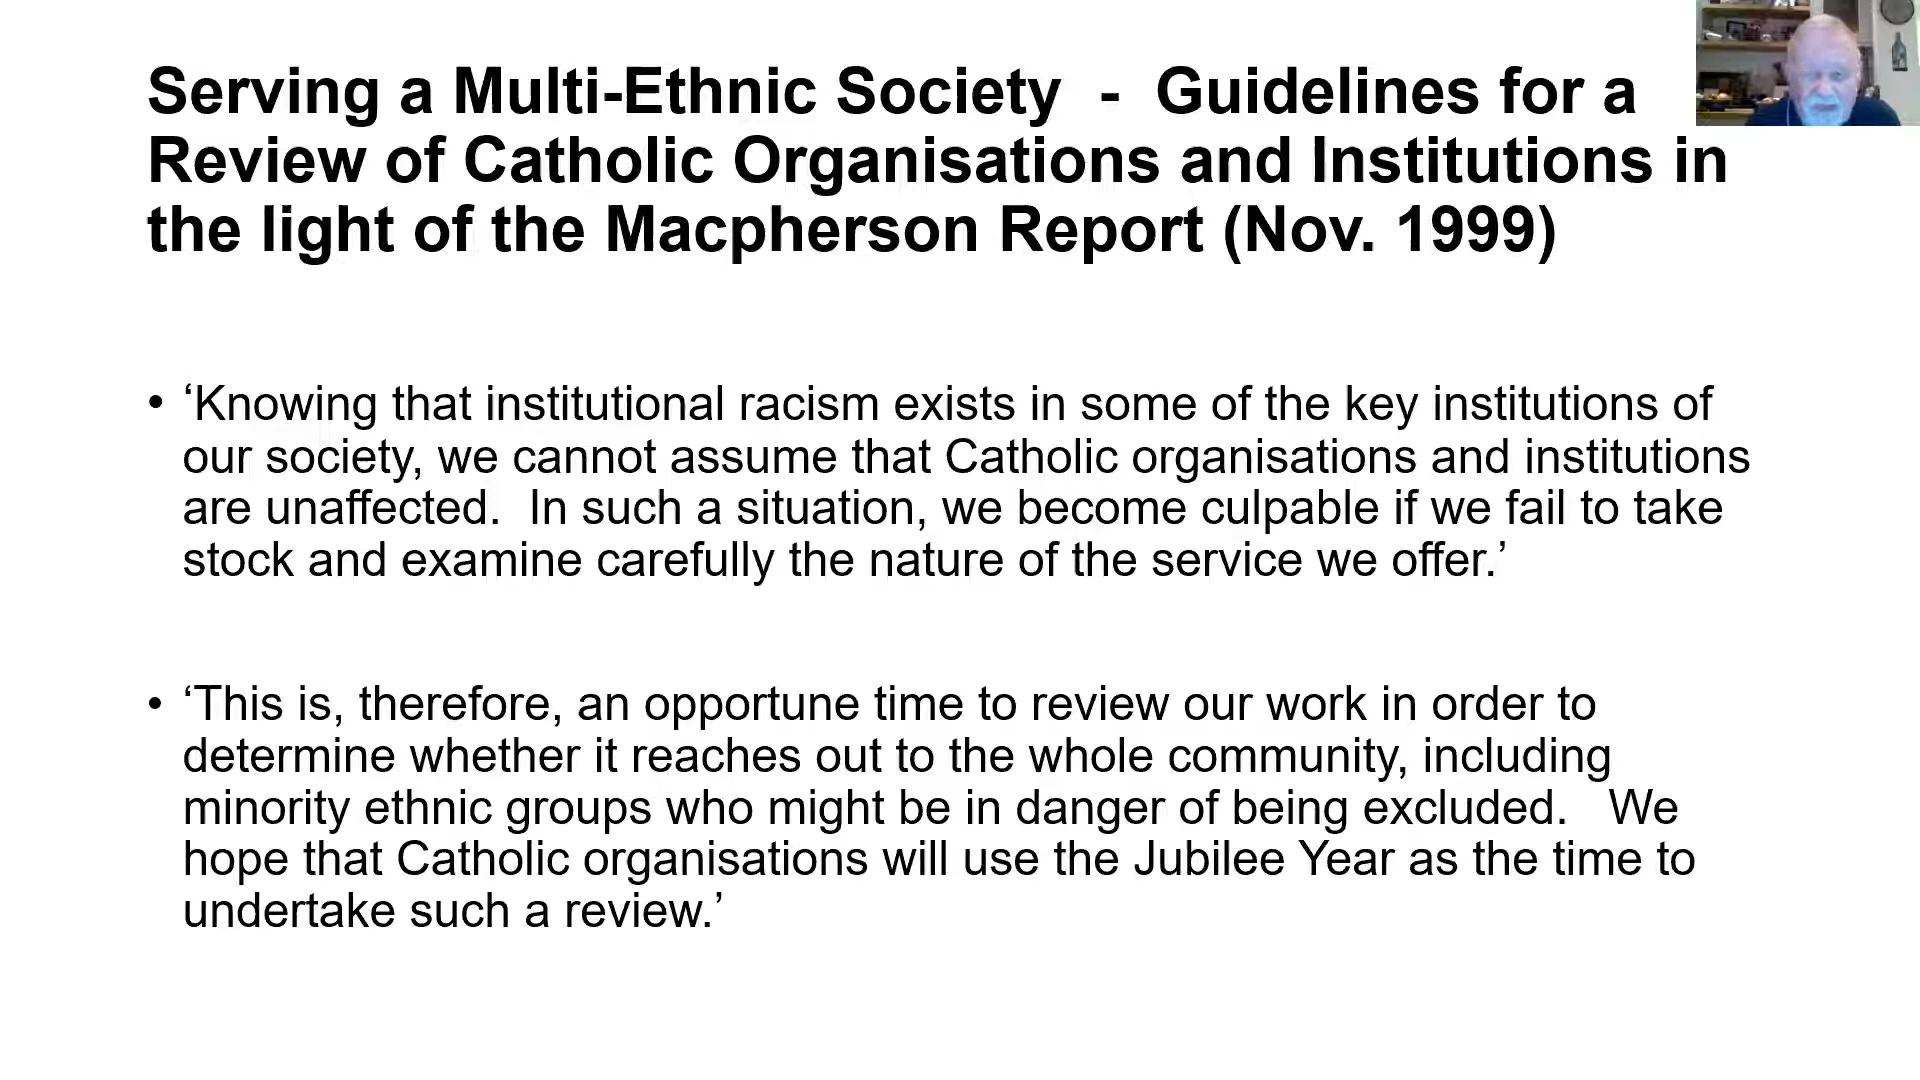 Serving a Multi-Ethnic Society  -  Guidelines for a
Review of Catholic Organisations and Institutions in
the light of the Macpherson Report (Nov. 1999)
• ‘Knowing that institutional racism exists in some of the key institutions of
our society, we cannot assume that Catholic organisations and institutions
are unaffected.  In such a situation, we become culpable if we fail to take
stock and examine carefully the nature of the service we offer.’
• ‘This is, therefore, an opportune time to review our work in order to
determine whether it reaches out to the whole community, including
minority ethnic groups who might be in danger of being excluded.   We
hope that Catholic organisations will use the Jubilee Year as the time to
undertake such a review.’